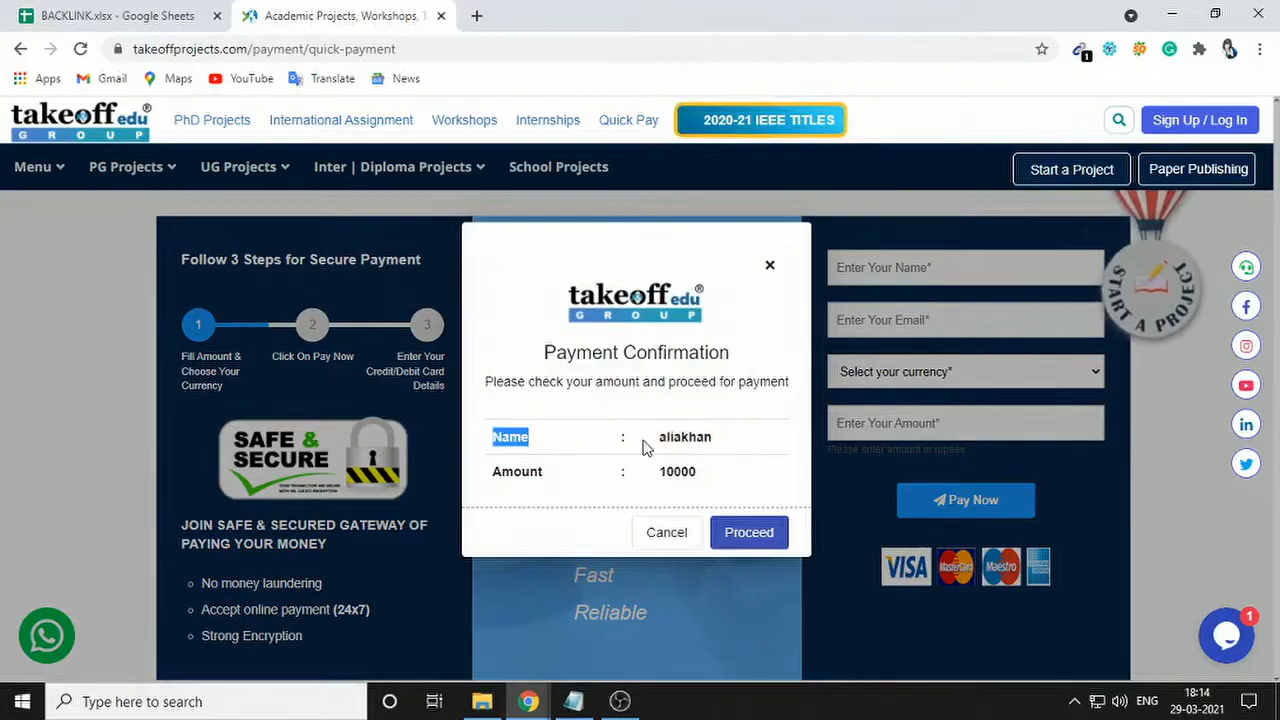 BACKLINK.xlsx - Google Sheets
Academic Projects, Workshops, T
takeoffprojects.com/payment/quick-payment
1
Apps Gmail Maps YouTube Translate News
takeoff edu®
GROUP
PhD Projects International Assignment Workshops Internships Quick Pay 2020-21 IEEE TITLES
Sign Up / Log In
Menu PG Projects UG Projects Inter | Diploma Projects School Projects
Start a Project
Paper Publishing
Follow 3 Steps for Secure Payment
1 2 3
Fill Amount &
Choose Your
Currency
Click On Pay Now
Enter Your
Credit/Debit Card
Details
SAFE &
SECURE
JOIN SAFE & SECURED GATEWAY OF
PAYING YOUR MONEY
No money laundering
Accept online payment (24x7)
Strong Encryption
takeoff edu®
GROUP
Payment Confirmation
Please check your amount and proceed for payment
Name : aliakhan
Amount : 10000
Cancel Proceed
Fast
Reliable
Enter Your Name*
Enter Your Email*
Select your currency*
Enter Your Amount*
Please enter amount in rupees
Pay Now
VISA MasterCard Maestro
START A PROJECT
1
Type here to search
ENG
18:14
29-03-2021